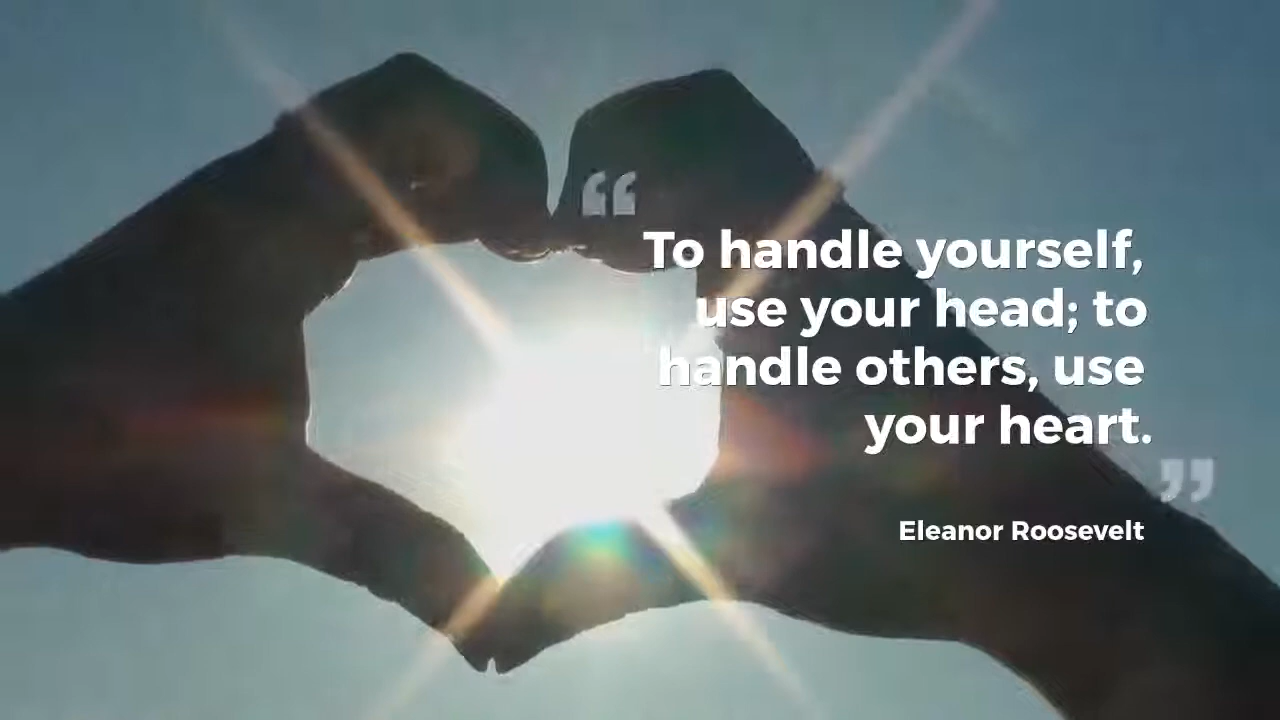 “
To handle yourself,
use your head; to
handle others, use
your heart.
”
Eleanor Roosevelt